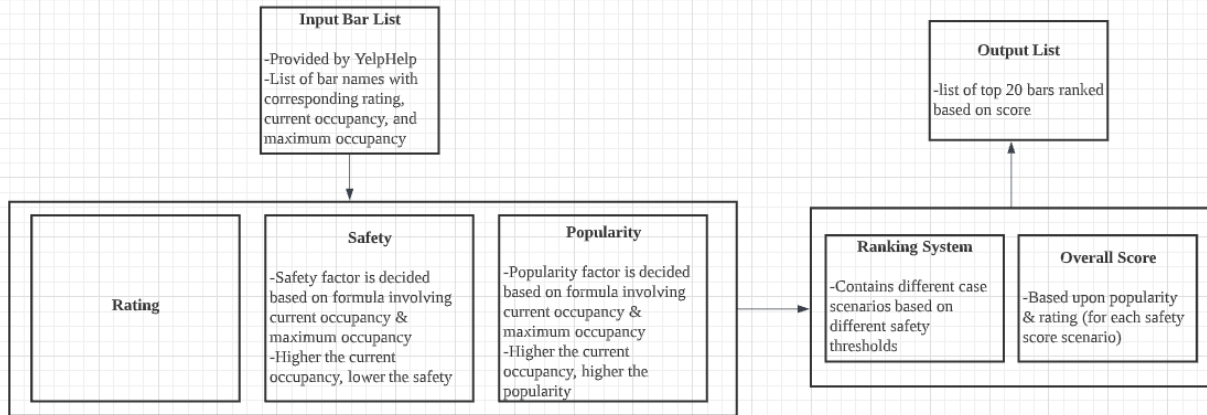 Input Bar List
-Provided by YelpHelp
-List of bar names with
corresponding rating,
current occupancy, and
maximum occupancy
Rating
Safety
-Safety factor is decided
based on formula involving
current occupancy &
maximum occupancy
-Higher the current
occupancy, lower the safety
Popularity
-Popularity factor is decided
based on formula involving
current occupancy &
maximum occupancy
-Higher the current
occupancy, higher the
popularity
Ranking System
-Contains different case
scenarios based on
different safety
thresholds
Overall Score
-Based upon popularity
& rating (for each safety
score scenario)
Output List
-list of top 20 bars ranked
based on score